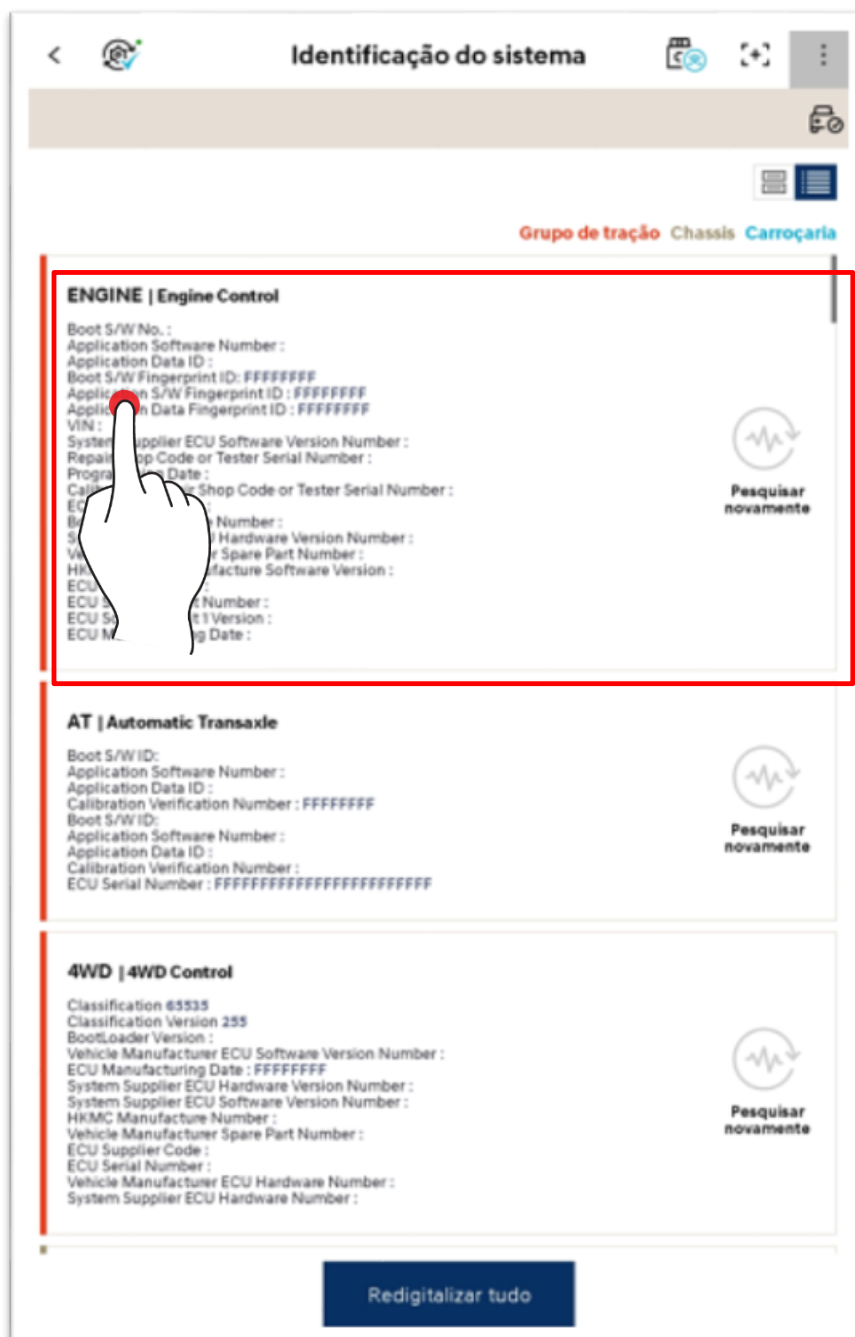 Identificação do sistema
Grupo de tração Chassis Carroçaria
ENGINE | Engine Control
Boot S/W No. :
Application Software Number :
Application Data ID :
Boot S/W Fingerprint ID: FFFFFFFF
Application S/W Fingerprint ID : FFFFFFFF
Application Data Fingerprint ID : FFFFFFFF
VIN :
System Supplier ECU Software Version Number :
Repair Shop Code or Tester Serial Number :
Date :
Shop Code or Tester Serial Number :
Number :
Hardware Version Number :
Spare Part Number :
Software Version :
ECU
ECU Number :
ECU 1 Version :
ECU Date :
Pesquisar
novamente
AT | Automatic Transaxle
Boot S/W ID:
Application Software Number :
Application Data ID :
Calibration Verification Number : FFFFFFFF
Boot S/W ID:
Application Software Number :
Application Data ID :
Calibration Verification Number :
ECU Serial Number : FFFFFFFFFFFFFFFFFFFFFFFF
Pesquisar
novamente
4WD | 4WD Control
Classification 65535
Classification Version 255
BootLoader Version :
Vehicle Manufacturer ECU Software Version Number :
ECU Manufacturing Date : FFFFFFFF
System Supplier ECU Hardware Version Number :
System Supplier ECU Software Version Number :
HKMC Manufacture Number :
Vehicle Manufacturer Spare Part Number :
ECU Supplier Code :
ECU Serial Number :
Vehicle Manufacturer ECU Hardware Number :
System Supplier ECU Hardware Number :
Pesquisar
novamente
Redigitalizar tudo